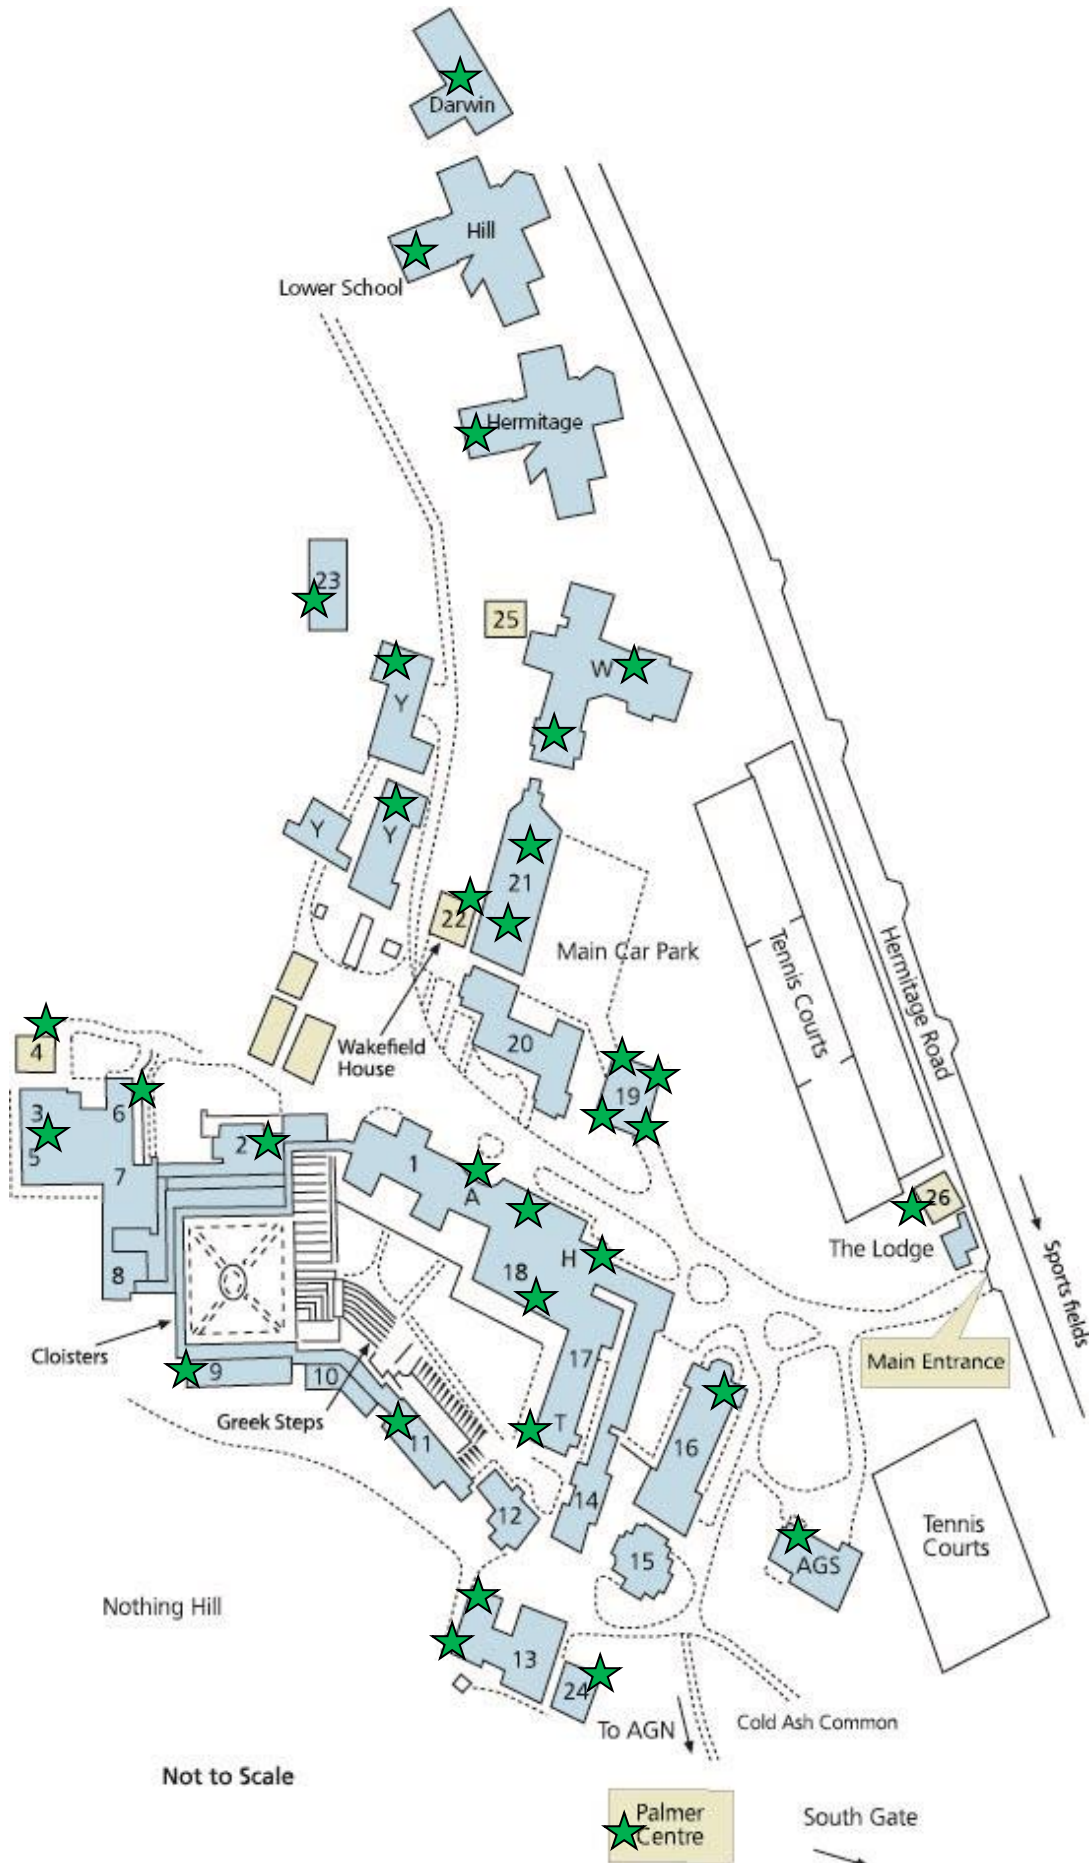 Darwin
Hill
Lower School
Hermitage
23
25
W
Y
Y
Y
21
22
Main Car Park
Tennis Courts
Hermitage Road
Wakefield
House
20
19
4
3
6
5
2
7
1
A
26
The Lodge
Sports fields
H
18
8
Cloisters
Main Entrance
17
9
10
Greek Steps
T
11
16
14
12
15
AGS
Tennis
Courts
Nothing Hill
13
24
To AGN
Cold Ash Common
Not to Scale
Palmer
Centre
South Gate